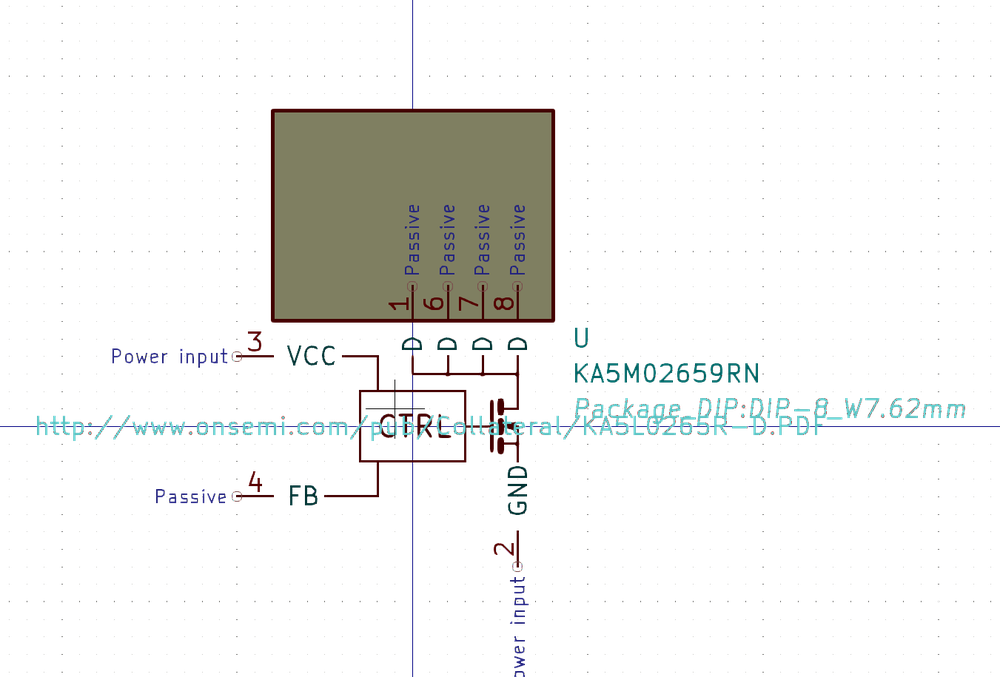 Passive Passive Passive Passive
1 6 7 8
D D D D
U
3 VCC
Power input
KA5M02659RN
Package_DIP:DIP-8_W7.62mm
CTRL
http://www.onsemi.com/pub/Collateral/KA5L0265R-D.PDF
4 FB
Passive
GND
2
ower input